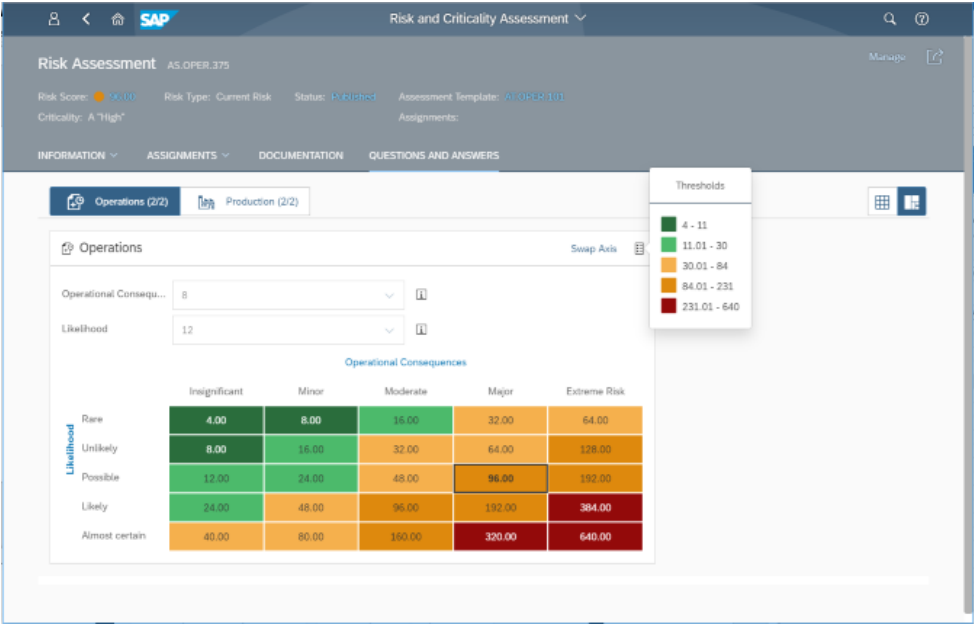 SAP Risk and Criticality Assessment
Risk Assessment AS.OPER.375 Manage
Risk Score: Risk Type: Current Risk Status: Published Assessment Template:
Criticality: A "High" Assignments:
INFORMATION ASSIGNMENTS DOCUMENTATION QUESTIONS AND ANSWERS
Operations (2/2) Production (2/2)
Thresholds
4 - 11
11.01 - 30
30.01 - 84
84.01 - 231
231.01 - 640
Operations Swap Axis
Operational Consequ... 8
Likelihood 12
Operational Consequences
Insignificant Minor Moderate Major Extreme Risk
Likelihood
Rare 4.00 8.00 16.00 32.00 64.00
Unlikely 8.00 16.00 32.00 64.00 128.00
Possible 12.00 24.00 48.00 96.00 192.00
Likely 24.00 48.00 96.00 192.00 384.00
Almost certain 40.00 80.00 160.00 320.00 640.00